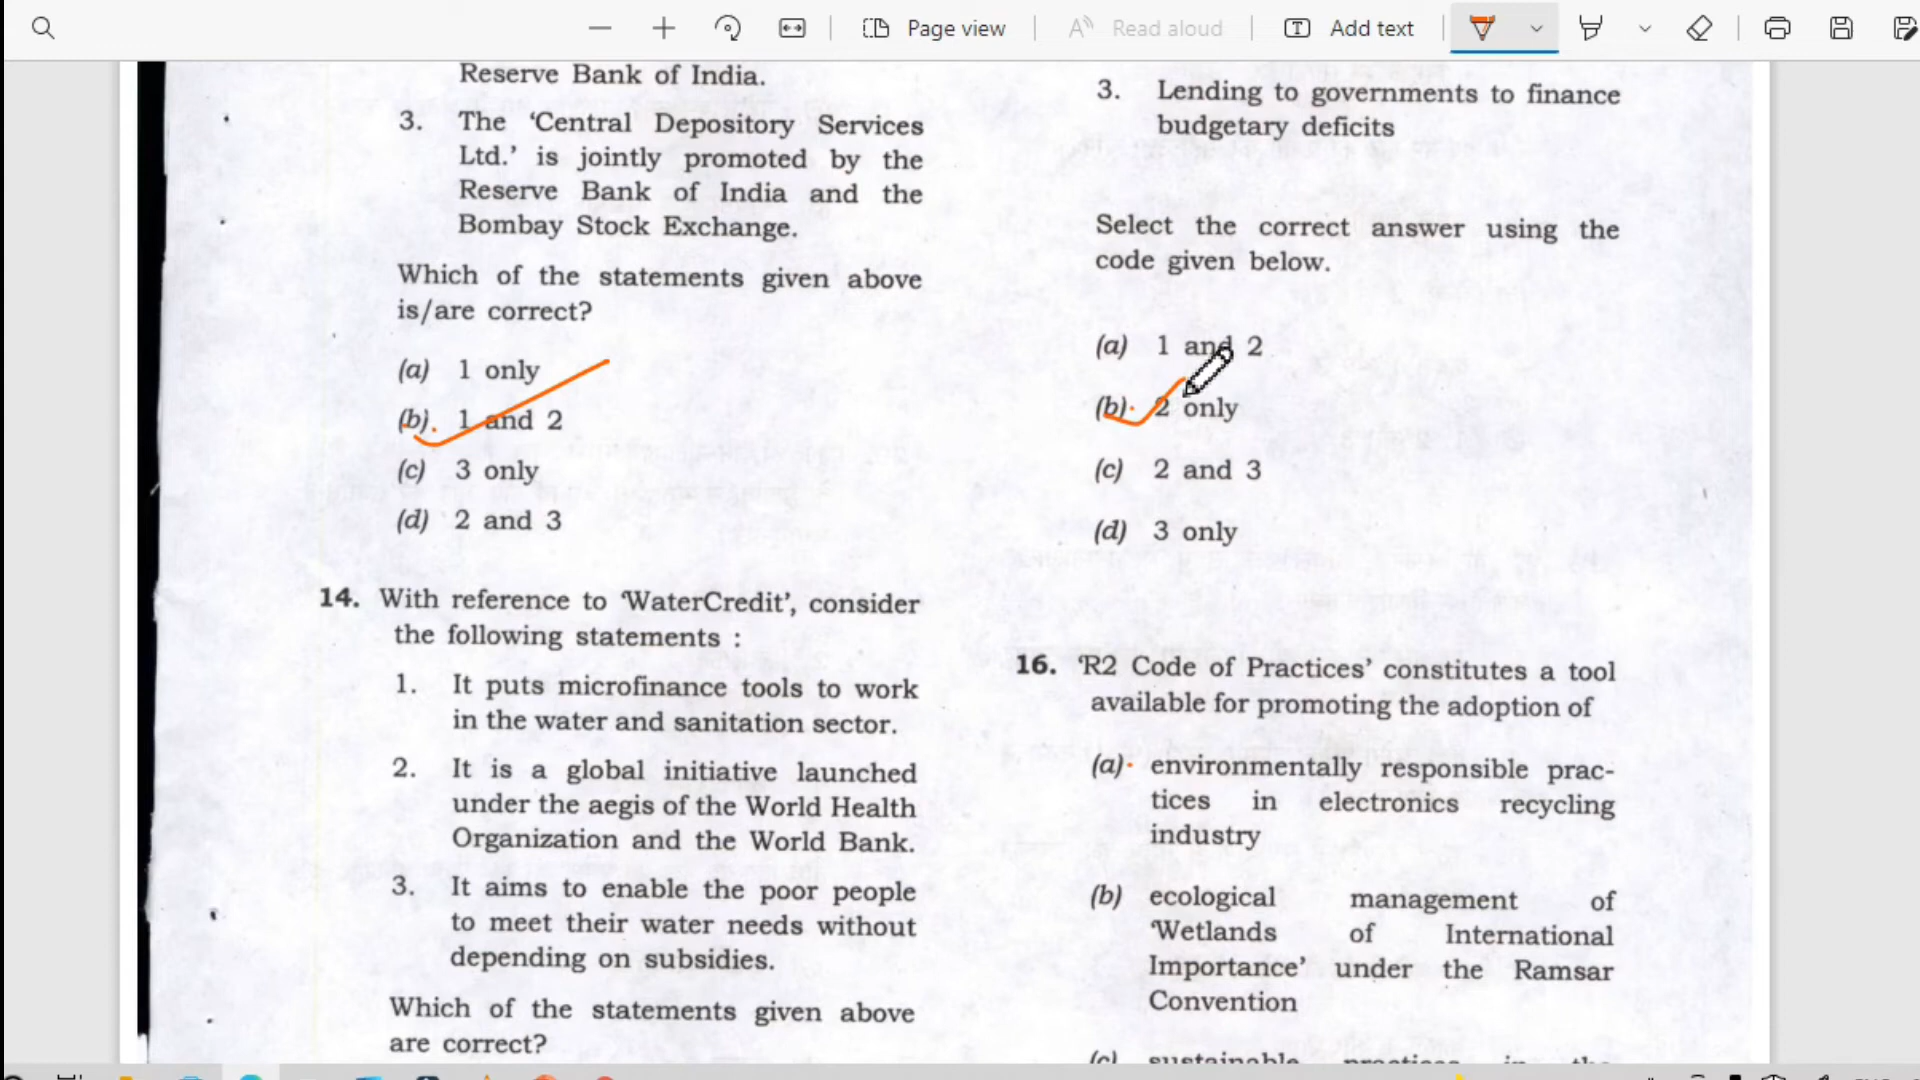 Page view
Read aloud
Add text
Reserve Bank of India.
3. The ‘Central Depository Services
Ltd.’ is jointly promoted by the
Reserve Bank of India and the
Bombay Stock Exchange.
Which of the statements given above
is/are correct?
(a) 1 only
(b) 1 and 2
(c) 3 only
(d) 2 and 3
14. With reference to ‘WaterCredit’, consider
the following statements :
1. It puts microfinance tools to work
in the water and sanitation sector.
2. It is a global initiative launched
under the aegis of the World Health
Organization and the World Bank.
3. It aims to enable the poor people
to meet their water needs without
depending on subsidies.
Which of the statements given above
are correct?
3. Lending to governments to finance
budgetary deficits
Select the correct answer using the
code given below.
(a) 1 and 2
(b) 2 only
(c) 2 and 3
(d) 3 only
16. ‘R2 Code of Practices’ constitutes a tool
available for promoting the adoption of
(a) environmentally responsible prac-
tices in electronics recycling
industry
(b) ecological management of
‘Wetlands of International
Importance’ under the Ramsar
Convention
(c) sustainable practices in the